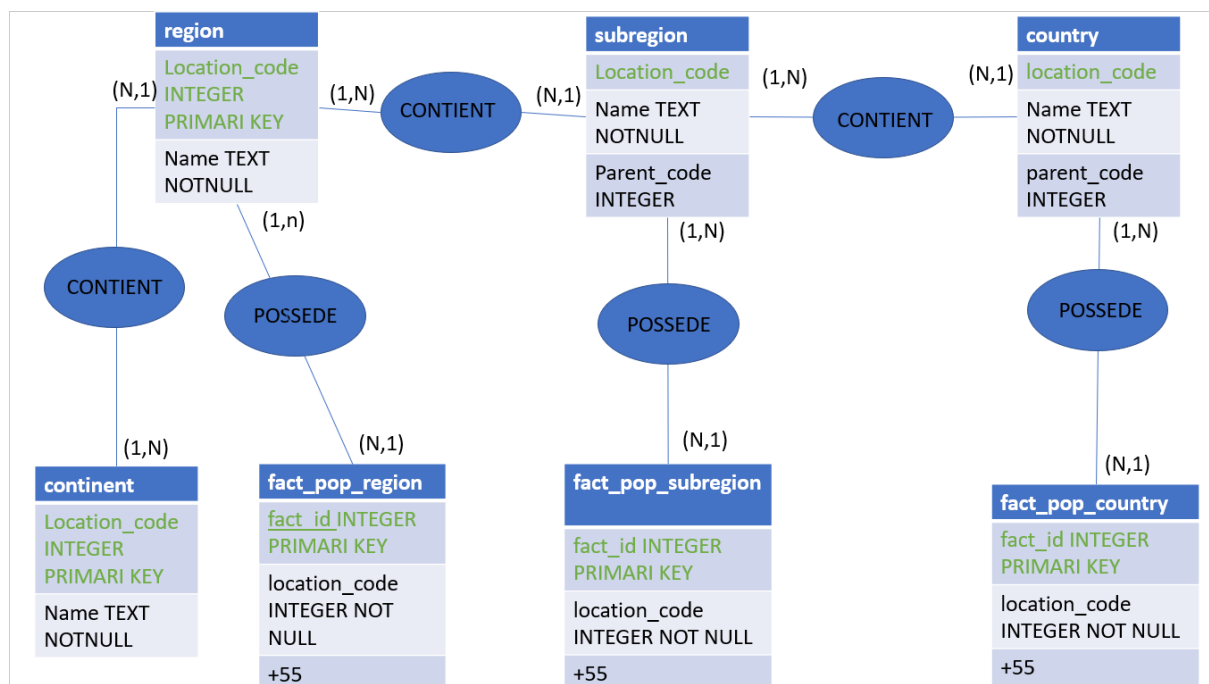 region
Location_code
INTEGER
PRIMARI KEY
Name TEXT
NOTNULL
subregion
Location_code
Name TEXT
NOTNULL
Parent_code
INTEGER
country
location_code
Name TEXT
NOTNULL
parent_code
INTEGER
(N,1)
(1,N)
CONTIENT
(N,1)
(1,N)
CONTIENT
(N,1)
(1,n)
(1,N)
(1,N)
CONTIENT
POSSEDE
POSSEDE
POSSEDE
(1,N)
(N,1)
(N,1)
(N,1)
continent
Location_code
INTEGER
PRIMARI KEY
Name TEXT
NOTNULL
fact_pop_region
fact_id INTEGER
PRIMARI KEY
location_code
INTEGER NOT
NULL
+55
fact_pop_subregion
fact_id INTEGER
PRIMARI KEY
location_code
INTEGER NOT NULL
+55
fact_pop_country
fact_id INTEGER
PRIMARI KEY
location_code
INTEGER NOT NULL
+55